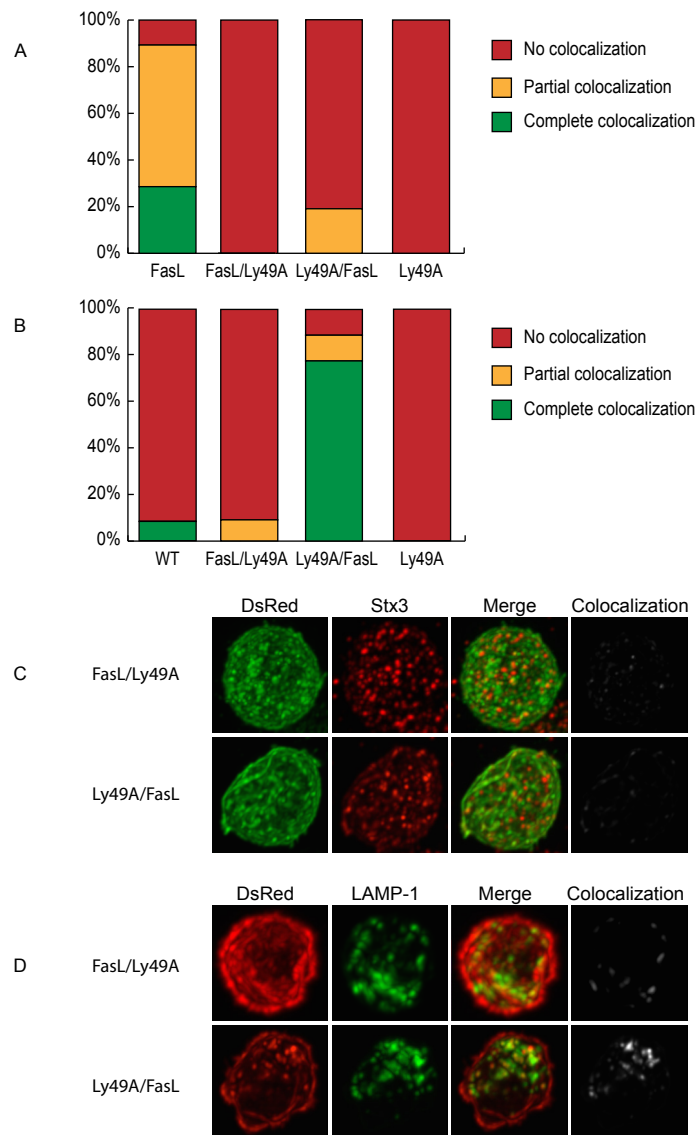 A
100%
80%
60%
40%
20%
0%
FasL FasL/Ly49A Ly49A/FasL Ly49A
No colocalization
Partial colocalization
Complete colocalization
B
100%
80%
60%
40%
20%
0%
WT FasL/Ly49A Ly49A/FasL Ly49A
No colocalization
Partial colocalization
Complete colocalization
DsRed Stx3 Merge Colocalization
C
FasL/Ly49A
Ly49A/FasL
DsRed LAMP-1 Merge Colocalization
D
FasL/Ly49A
Ly49A/FasL